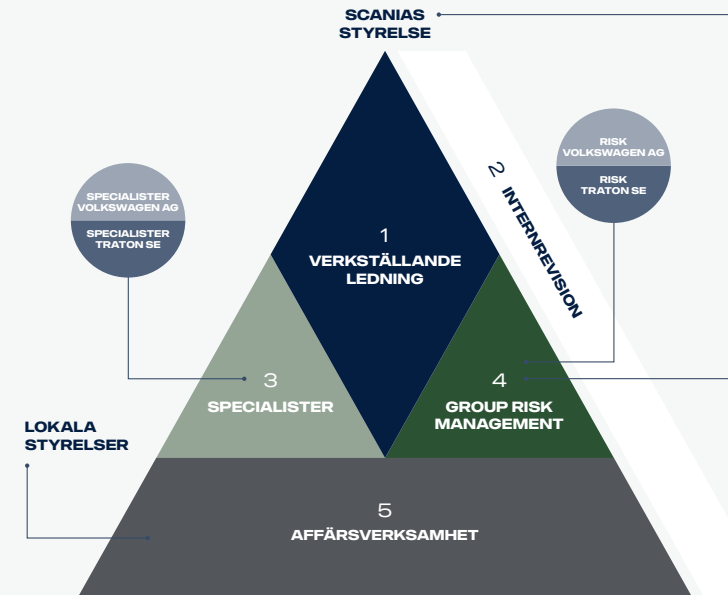 SCANIAS
STYRELSE
RISK
VOLKSWAGEN AG
RISK
TRATON SE
2 INTERNREVISION
SPECIALISTER
VOLKSWAGEN AG
SPECIALISTER
TRATON SE
1
VERKSTÄLLANDE
LEDNING
3
SPECIALISTER
4
GROUP RISK
MANAGEMENT
LOKALA
STYRELSER
5
AFFÄRSVERKSAMHET